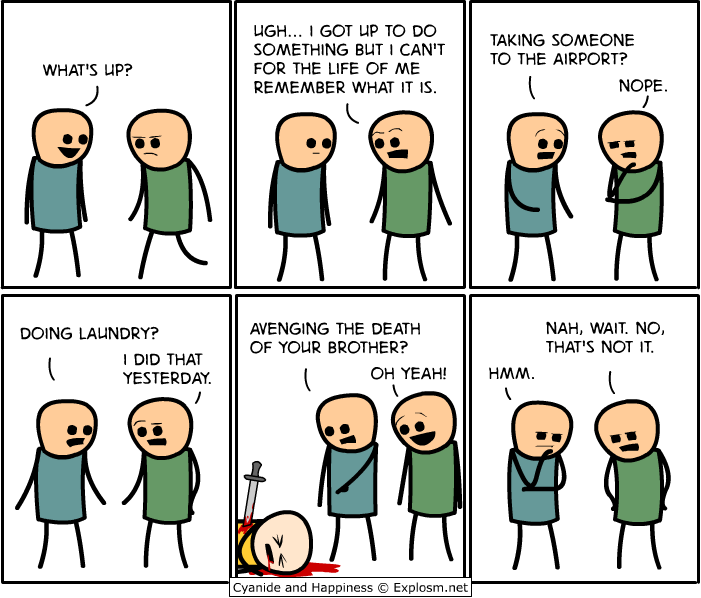 WHAT'S UP?
UGH... I GOT UP TO DO
SOMETHING BUT I CAN'T
FOR THE LIFE OF ME
REMEMBER WHAT IT IS.
TAKING SOMEONE
TO THE AIRPORT?
NOPE.
DOING LAUNDRY?
I DID THAT
YESTERDAY.
AVENGING THE DEATH
OF YOUR BROTHER?
OH YEAH!
NAH, WAIT. NO,
THAT'S NOT IT.
HMM.
Cyanide and Happiness © Explosm.net